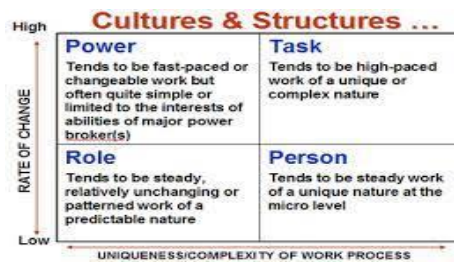 Cultures & Structures ...
High
Power
Tends to be fast-paced or
changeable work but
often quite simple or
limited to the interests of
abilities of major power
broker(s)
Task
Tends to be high-paced
work of a unique or
complex nature
RATE OF CHANGE
Role
Tends to be steady,
relatively unchanging or
patterned work of a
predictable nature
Person
Tends to be steady work
of a unique nature at the
micro level
Low
UNIQUENESS/COMPLEXITY OF WORK PROCESS